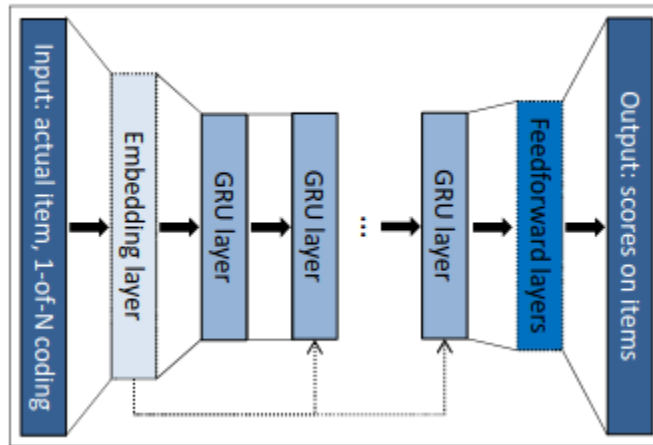 Input: actual item, 1-of-N coding
Embedding layer
GRU layer
GRU layer
...
GRU layer
Feedforward layers
Output: scores on items